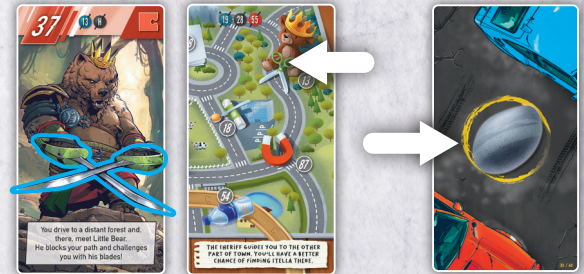 37 13 H
You drive to a distant forest and
there, meet Little Bear.
He blocks your path and challenges
you with his blades!
19 28 55
13
18
87
54
THE SHERIFF GUIDES YOU TO THE OTHER
PART OF TOWN. YOU'LL HAVE A BETTER
CHANCE OF FINDING STELLA THERE.